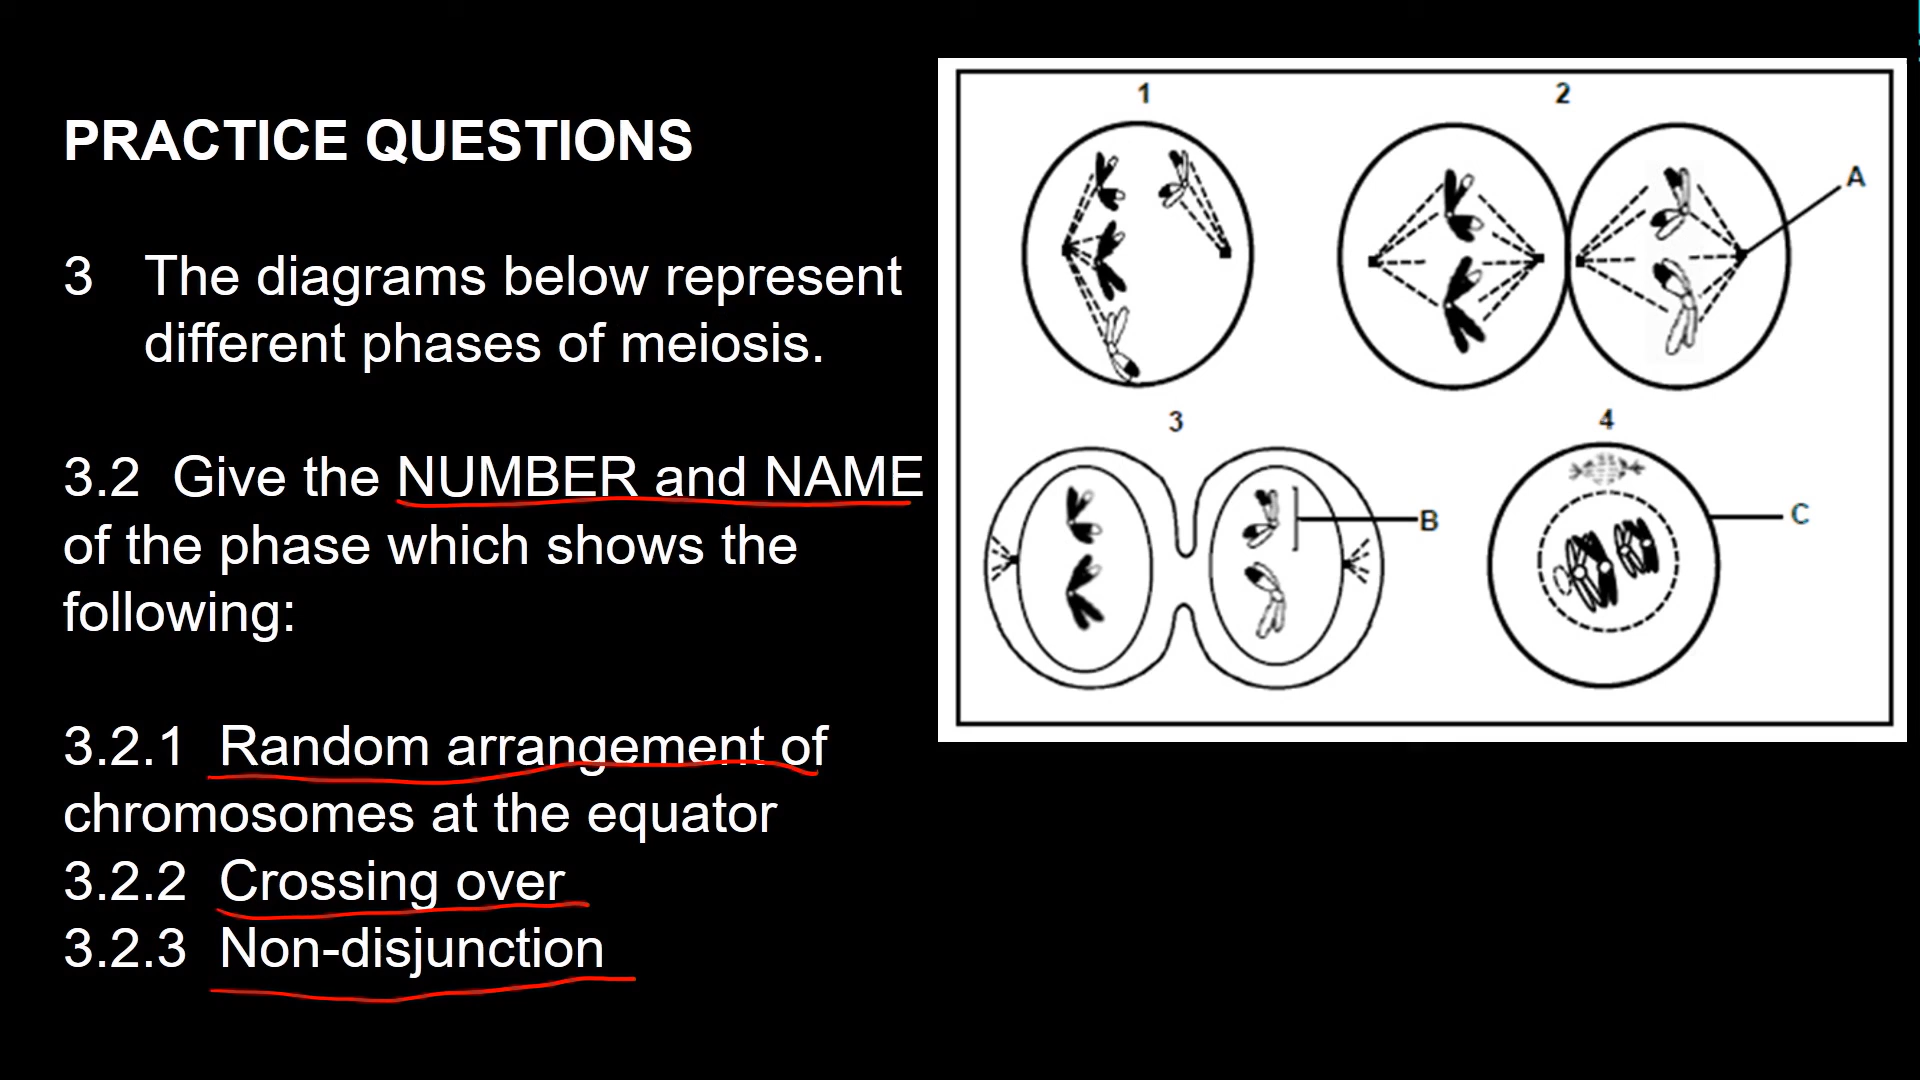 PRACTICE QUESTIONS
3 The diagrams below represent
different phases of meiosis.
3.2 Give the NUMBER and NAME
of the phase which shows the
following:
3.2.1 Random arrangement of
chromosomes at the equator
3.2.2 Crossing over
3.2.3 Non-disjunction
1
2
A
3
4
B
C